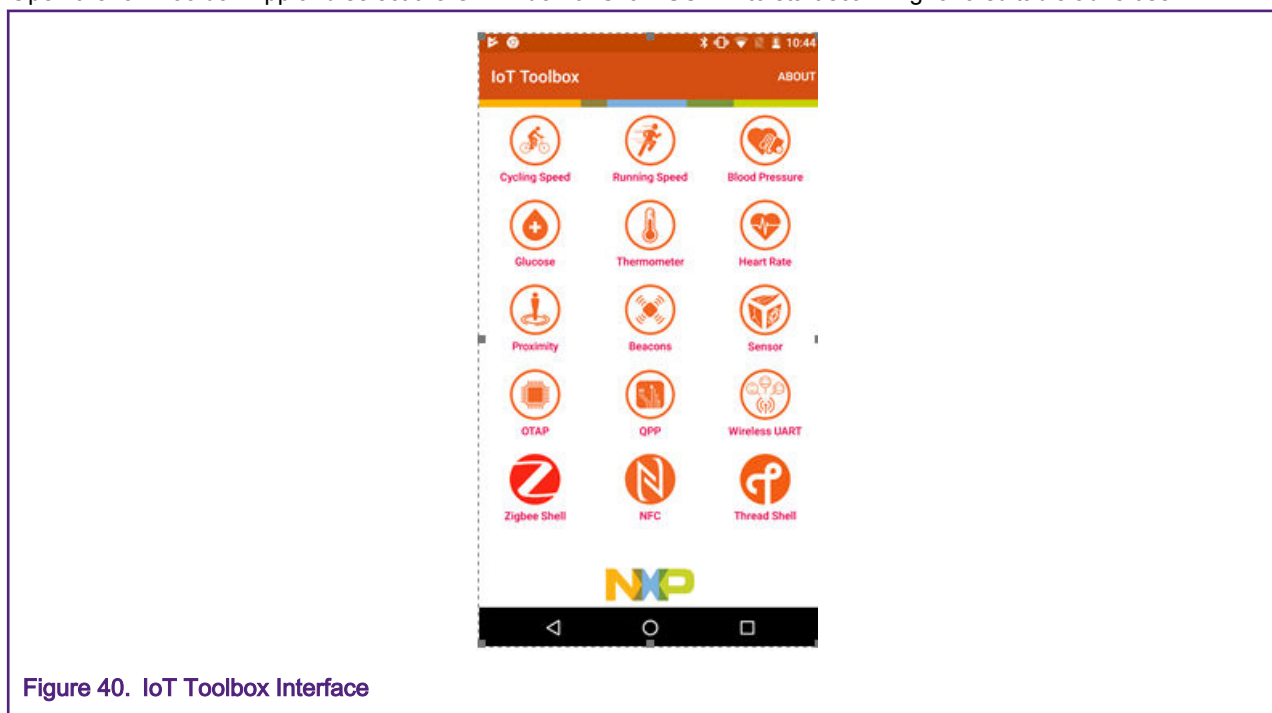 10:44
IoT Toolbox ABOUT
Cycling Speed Running Speed Blood Pressure
Glucose Thermometer Heart Rate
Proximity Beacons Sensor
OTAP QPP Wireless UART
Zigbee Shell NFC Thread Shell
NXP
Figure 40. IoT Toolbox Interface